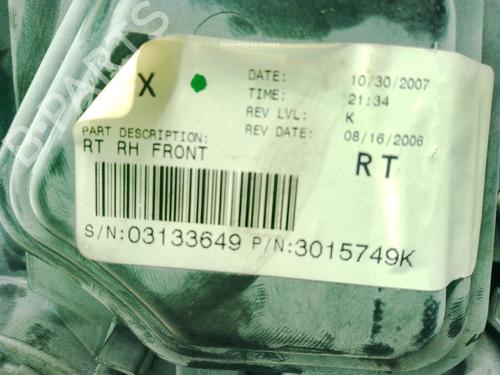 B-PARTS
X
DATE: 10/30/2007
TIME: 21:34
REV LVL: K
REV DATE: 08/16/2006
PART DESCRIPTION:
RT RH FRONT
RT
S/N:03133649 P/N:3015749K